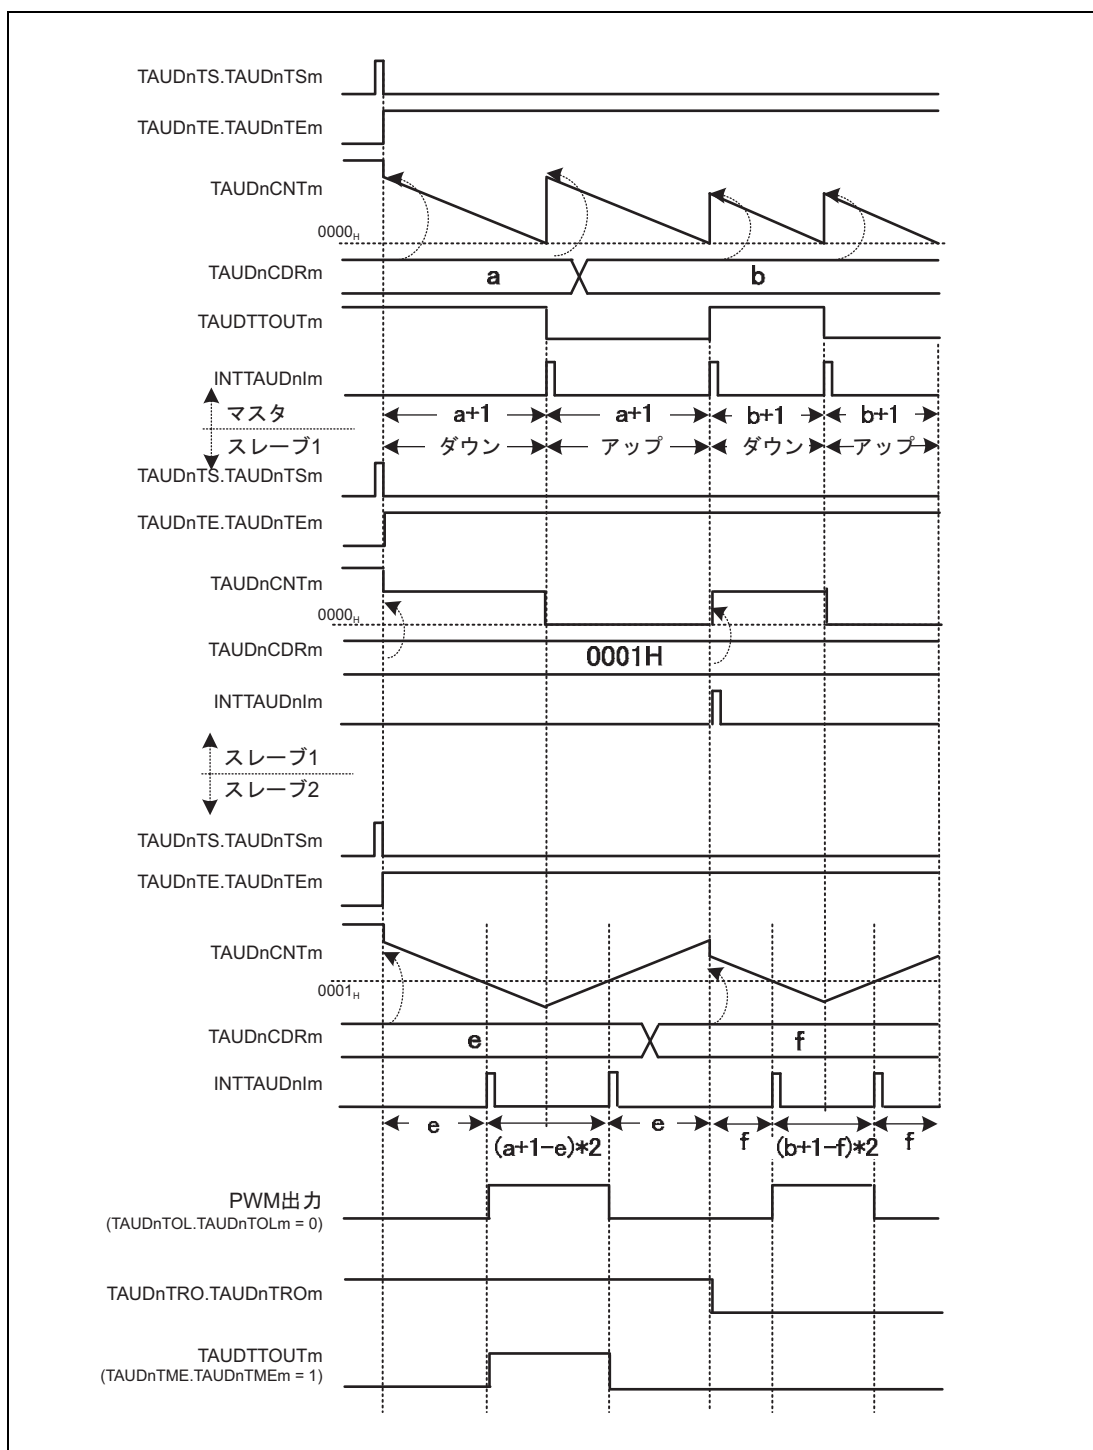 TAUDnTS.TAUDnTSm
TAUDnTE.TAUDnTEm
TAUDnCNTm
0000H
TAUDnCDRm
a
b
TAUDTTOUTm
INTTAUDnIm
マスタ
a+1
a+1
b+1
b+1
スレーブ1
ダウン
アップ
ダウン
アップ
TAUDnTS.TAUDnTSm
TAUDnTE.TAUDnTEm
TAUDnCNTm
0000H
TAUDnCDRm
0001H
INTTAUDnIm
スレーブ1
スレーブ2
TAUDnTS.TAUDnTSm
TAUDnTE.TAUDnTEm
TAUDnCNTm
0001H
TAUDnCDRm
e
f
INTTAUDnIm
e
(a+1-e)*2
e
f
(b+1-f)*2
f
PWM出力
(TAUDnTOL.TAUDnTOLm = 0)
TAUDnTRO.TAUDnTROm
TAUDTTOUTm
(TAUDnTME.TAUDnTMEm = 1)